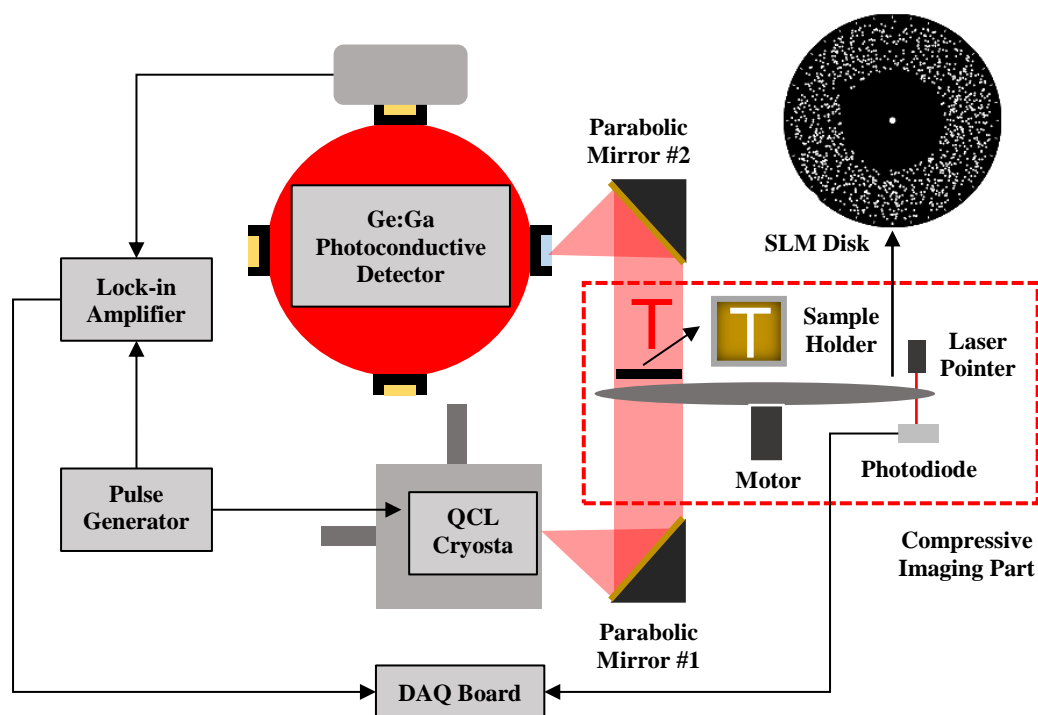 Parabolic
Mirror #2
Ge:Ga
Photoconductive
Detector
SLM Disk
Lock-in
Amplifier
T
T
Sample
Holder
Laser
Pointer
Motor
Photodiode
Pulse
Generator
QCL
Cryosta
Compressive
Imaging Part
Parabolic
Mirror #1
DAQ Board